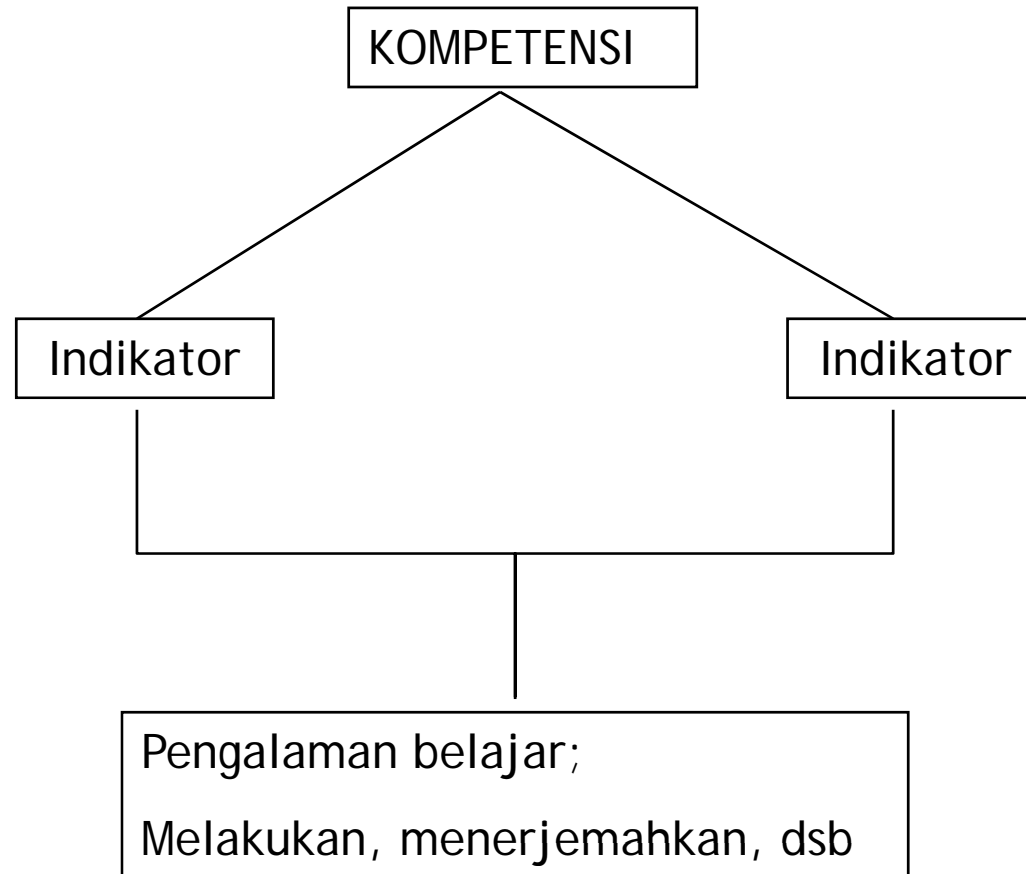 KOMPETENSI
Indikator
Indikator
Pengalaman belajar;
Melakukan, menerjemahkan, dsb